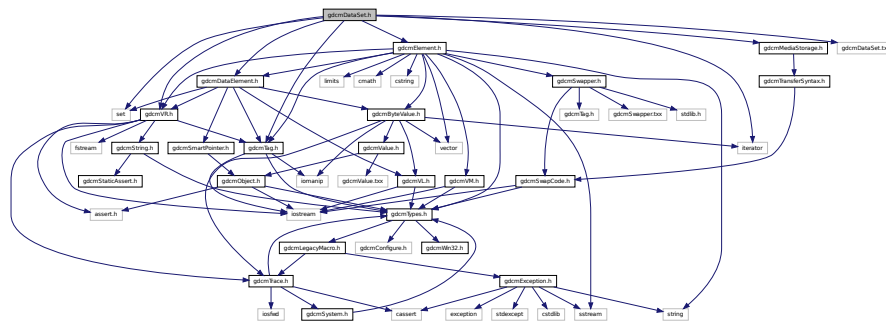 gdcmDataSet.h
gdcmElement.h
gdcmMediaStorage.h
gdcmDataSet.txx
gdcmDataElement.h
limits
cmath
cstring
gdcmSwapper.h
gdcmTransferSyntax.h
set
gdcmVR.h
gdcmByteValue.h
gdcmTag.h
gdcmSwapper.txx
stdlib.h
fstream
gdcmString.h
gdcmSmartPointer.h
gdcmTag.h
gdcmValue.h
vector
iterator
gdcmStaticAssert.h
gdcmObject.h
iomanip
gdcmValue.txx
gdcmVL.h
gdcmVM.h
gdcmSwapCode.h
assert.h
iostream
gdcmTypes.h
gdcmLegacyMacro.h
gdcmConfigure.h
gdcmWin32.h
gdcmTrace.h
gdcmException.h
iosfwd
gdcmSystem.h
cassert
exception
stdexcept
cstdlib
sstream
string